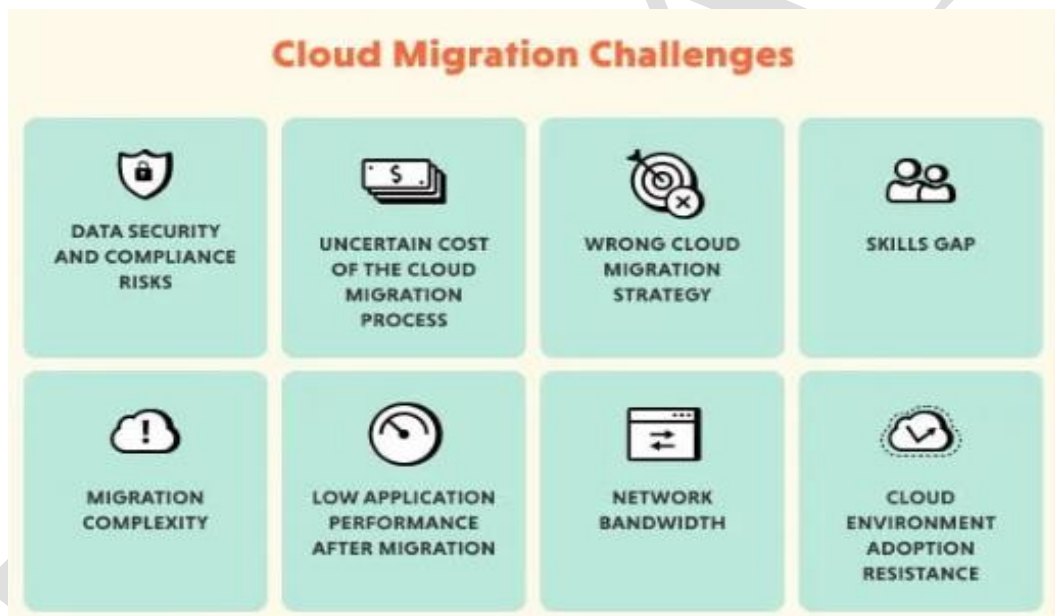 Cloud Migration Challenges
DATA SECURITY
AND COMPLIANCE
RISKS
UNCERTAIN COST
OF THE CLOUD
MIGRATION
PROCESS
WRONG CLOUD
MIGRATION
STRATEGY
SKILLS GAP
MIGRATION
COMPLEXITY
LOW APPLICATION
PERFORMANCE
AFTER MIGRATION
NETWORK
BANDWIDTH
CLOUD
ENVIRONMENT
ADOPTION
RESISTANCE